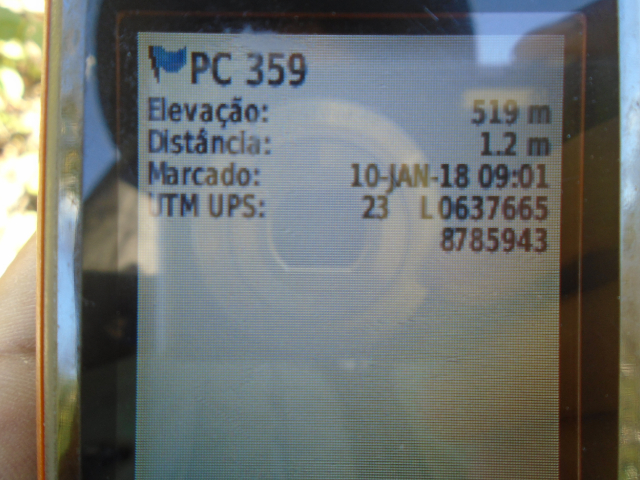 PC 359
Elevação: 519 m
Distância: 1.2 m
Marcado: 10-JAN-18 09:01
UTM UPS: 23 L 0637665
8785943